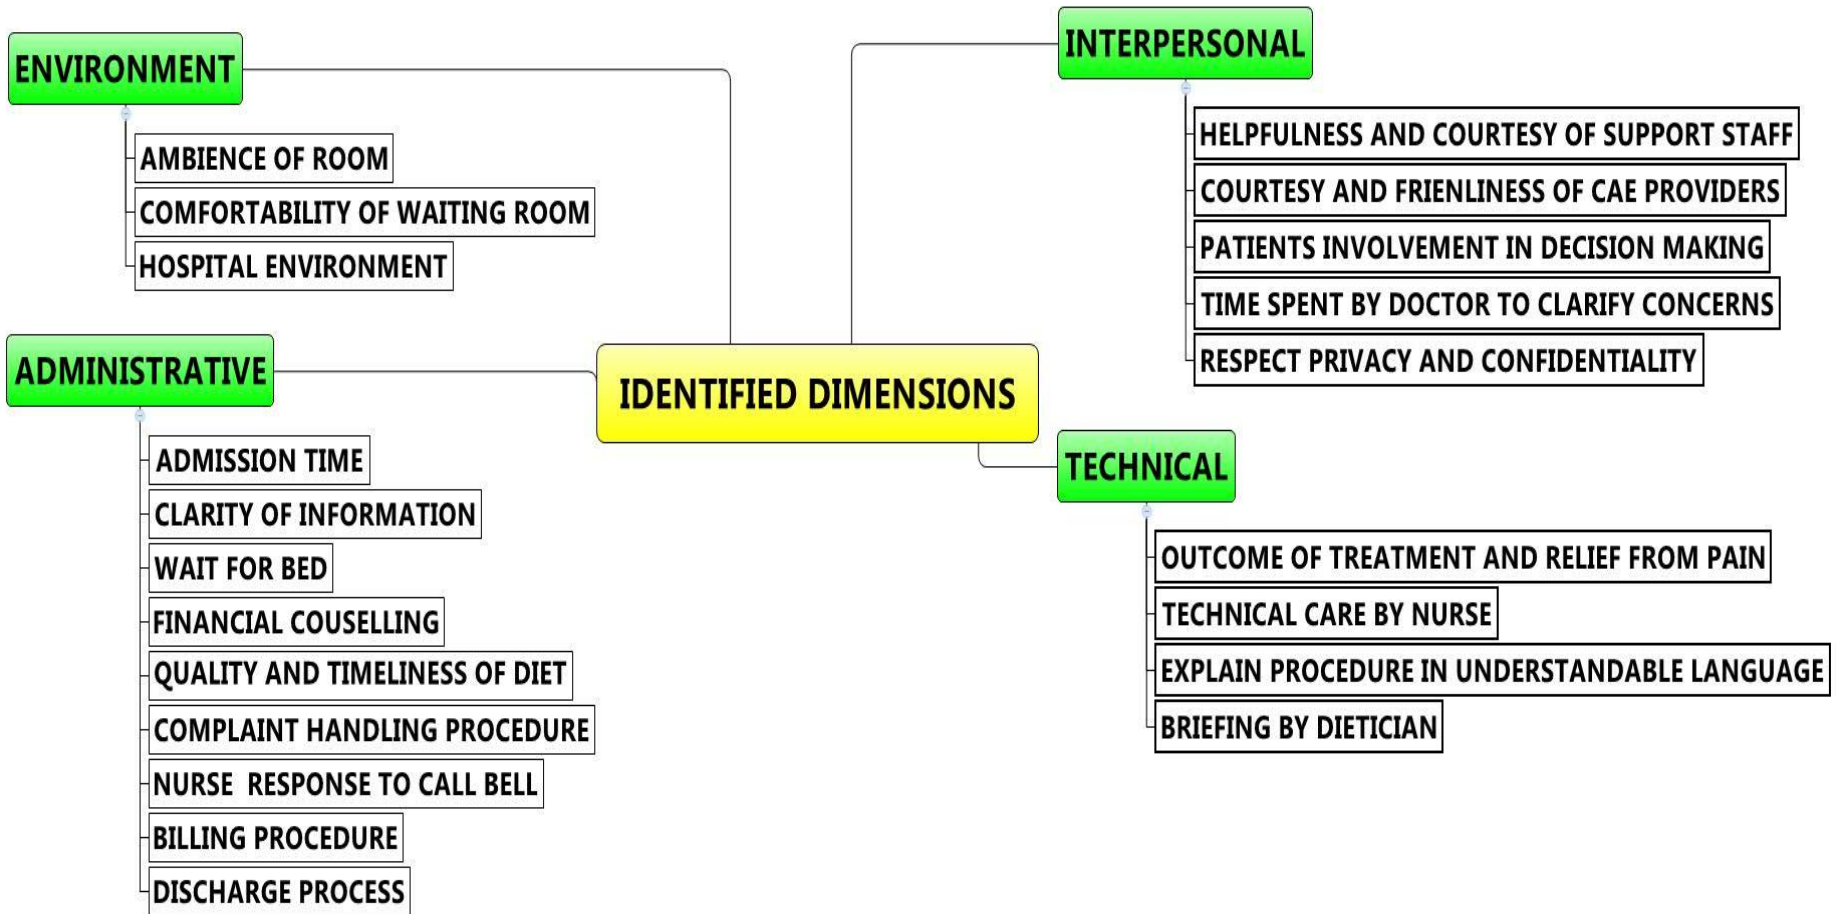 ENVIRONMENT
AMBIENCE OF ROOM
COMFORTABILITY OF WAITING ROOM
HOSPITAL ENVIRONMENT
ADMINISTRATIVE
ADMISSION TIME
CLARITY OF INFORMATION
WAIT FOR BED
FINANCIAL COUSELLING
QUALITY AND TIMELINESS OF DIET
COMPLAINT HANDLING PROCEDURE
NURSE  RESPONSE TO CALL BELL
BILLING PROCEDURE
DISCHARGE PROCESS
IDENTIFIED DIMENSIONS
INTERPERSONAL
HELPFULNESS AND COURTESY OF SUPPORT STAFF
COURTESY AND FRIENLINESS OF CAE PROVIDERS
PATIENTS INVOLVEMENT IN DECISION MAKING
TIME SPENT BY DOCTOR TO CLARIFY CONCERNS
RESPECT PRIVACY AND CONFIDENTIALITY
TECHNICAL
OUTCOME OF TREATMENT AND RELIEF FROM PAIN
TECHNICAL CARE BY NURSE
EXPLAIN PROCEDURE IN UNDERSTANDABLE LANGUAGE
BRIEFING BY DIETICIAN